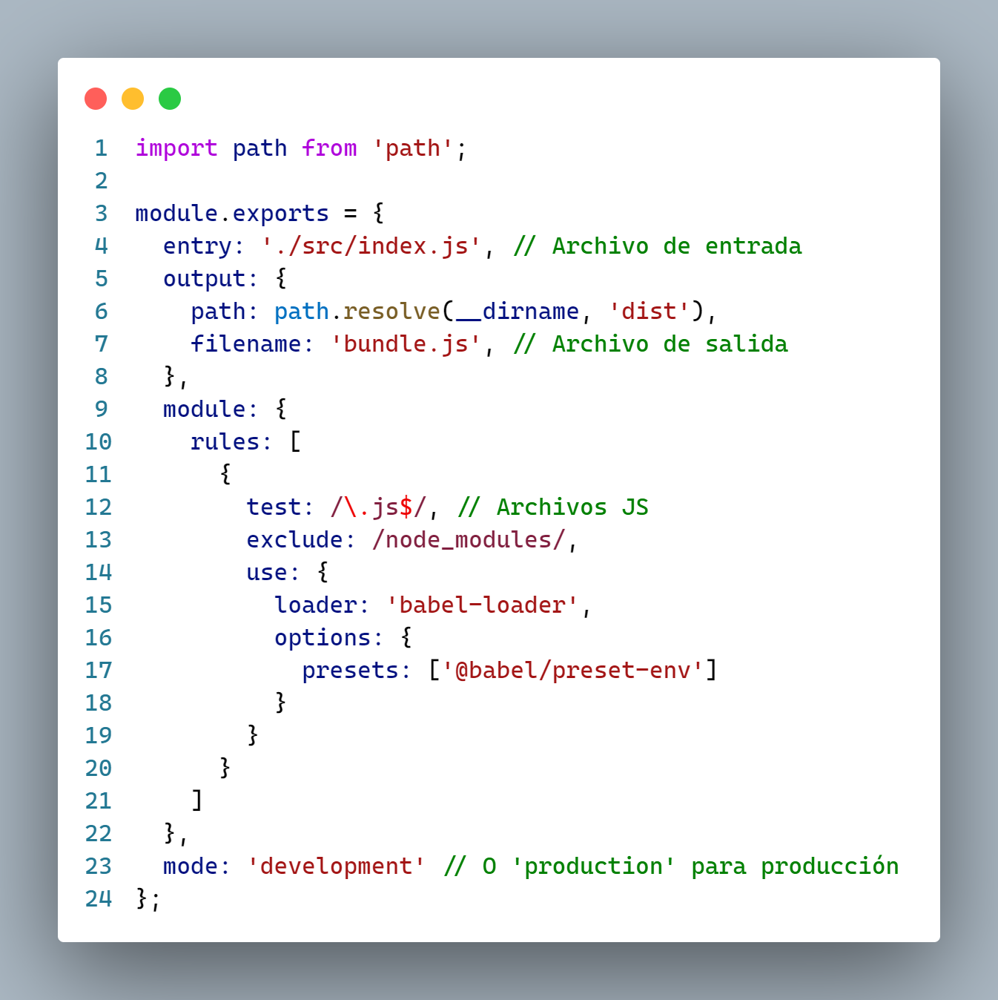 1 import path from 'path';
2
3 module.exports = {
4   entry: './src/index.js', // Archivo de entrada
5   output: {
6     path: path.resolve(__dirname, 'dist'),
7     filename: 'bundle.js', // Archivo de salida
8   },
9   module: {
10     rules: [
11       {
12         test: /\.js$/, // Archivos JS
13         exclude: /node_modules/,
14         use: {
15           loader: 'babel-loader',
16           options: {
17             presets: ['@babel/preset-env']
18           }
19         }
20       }
21     ]
22   },
23   mode: 'development' // O 'production' para producción
24 };